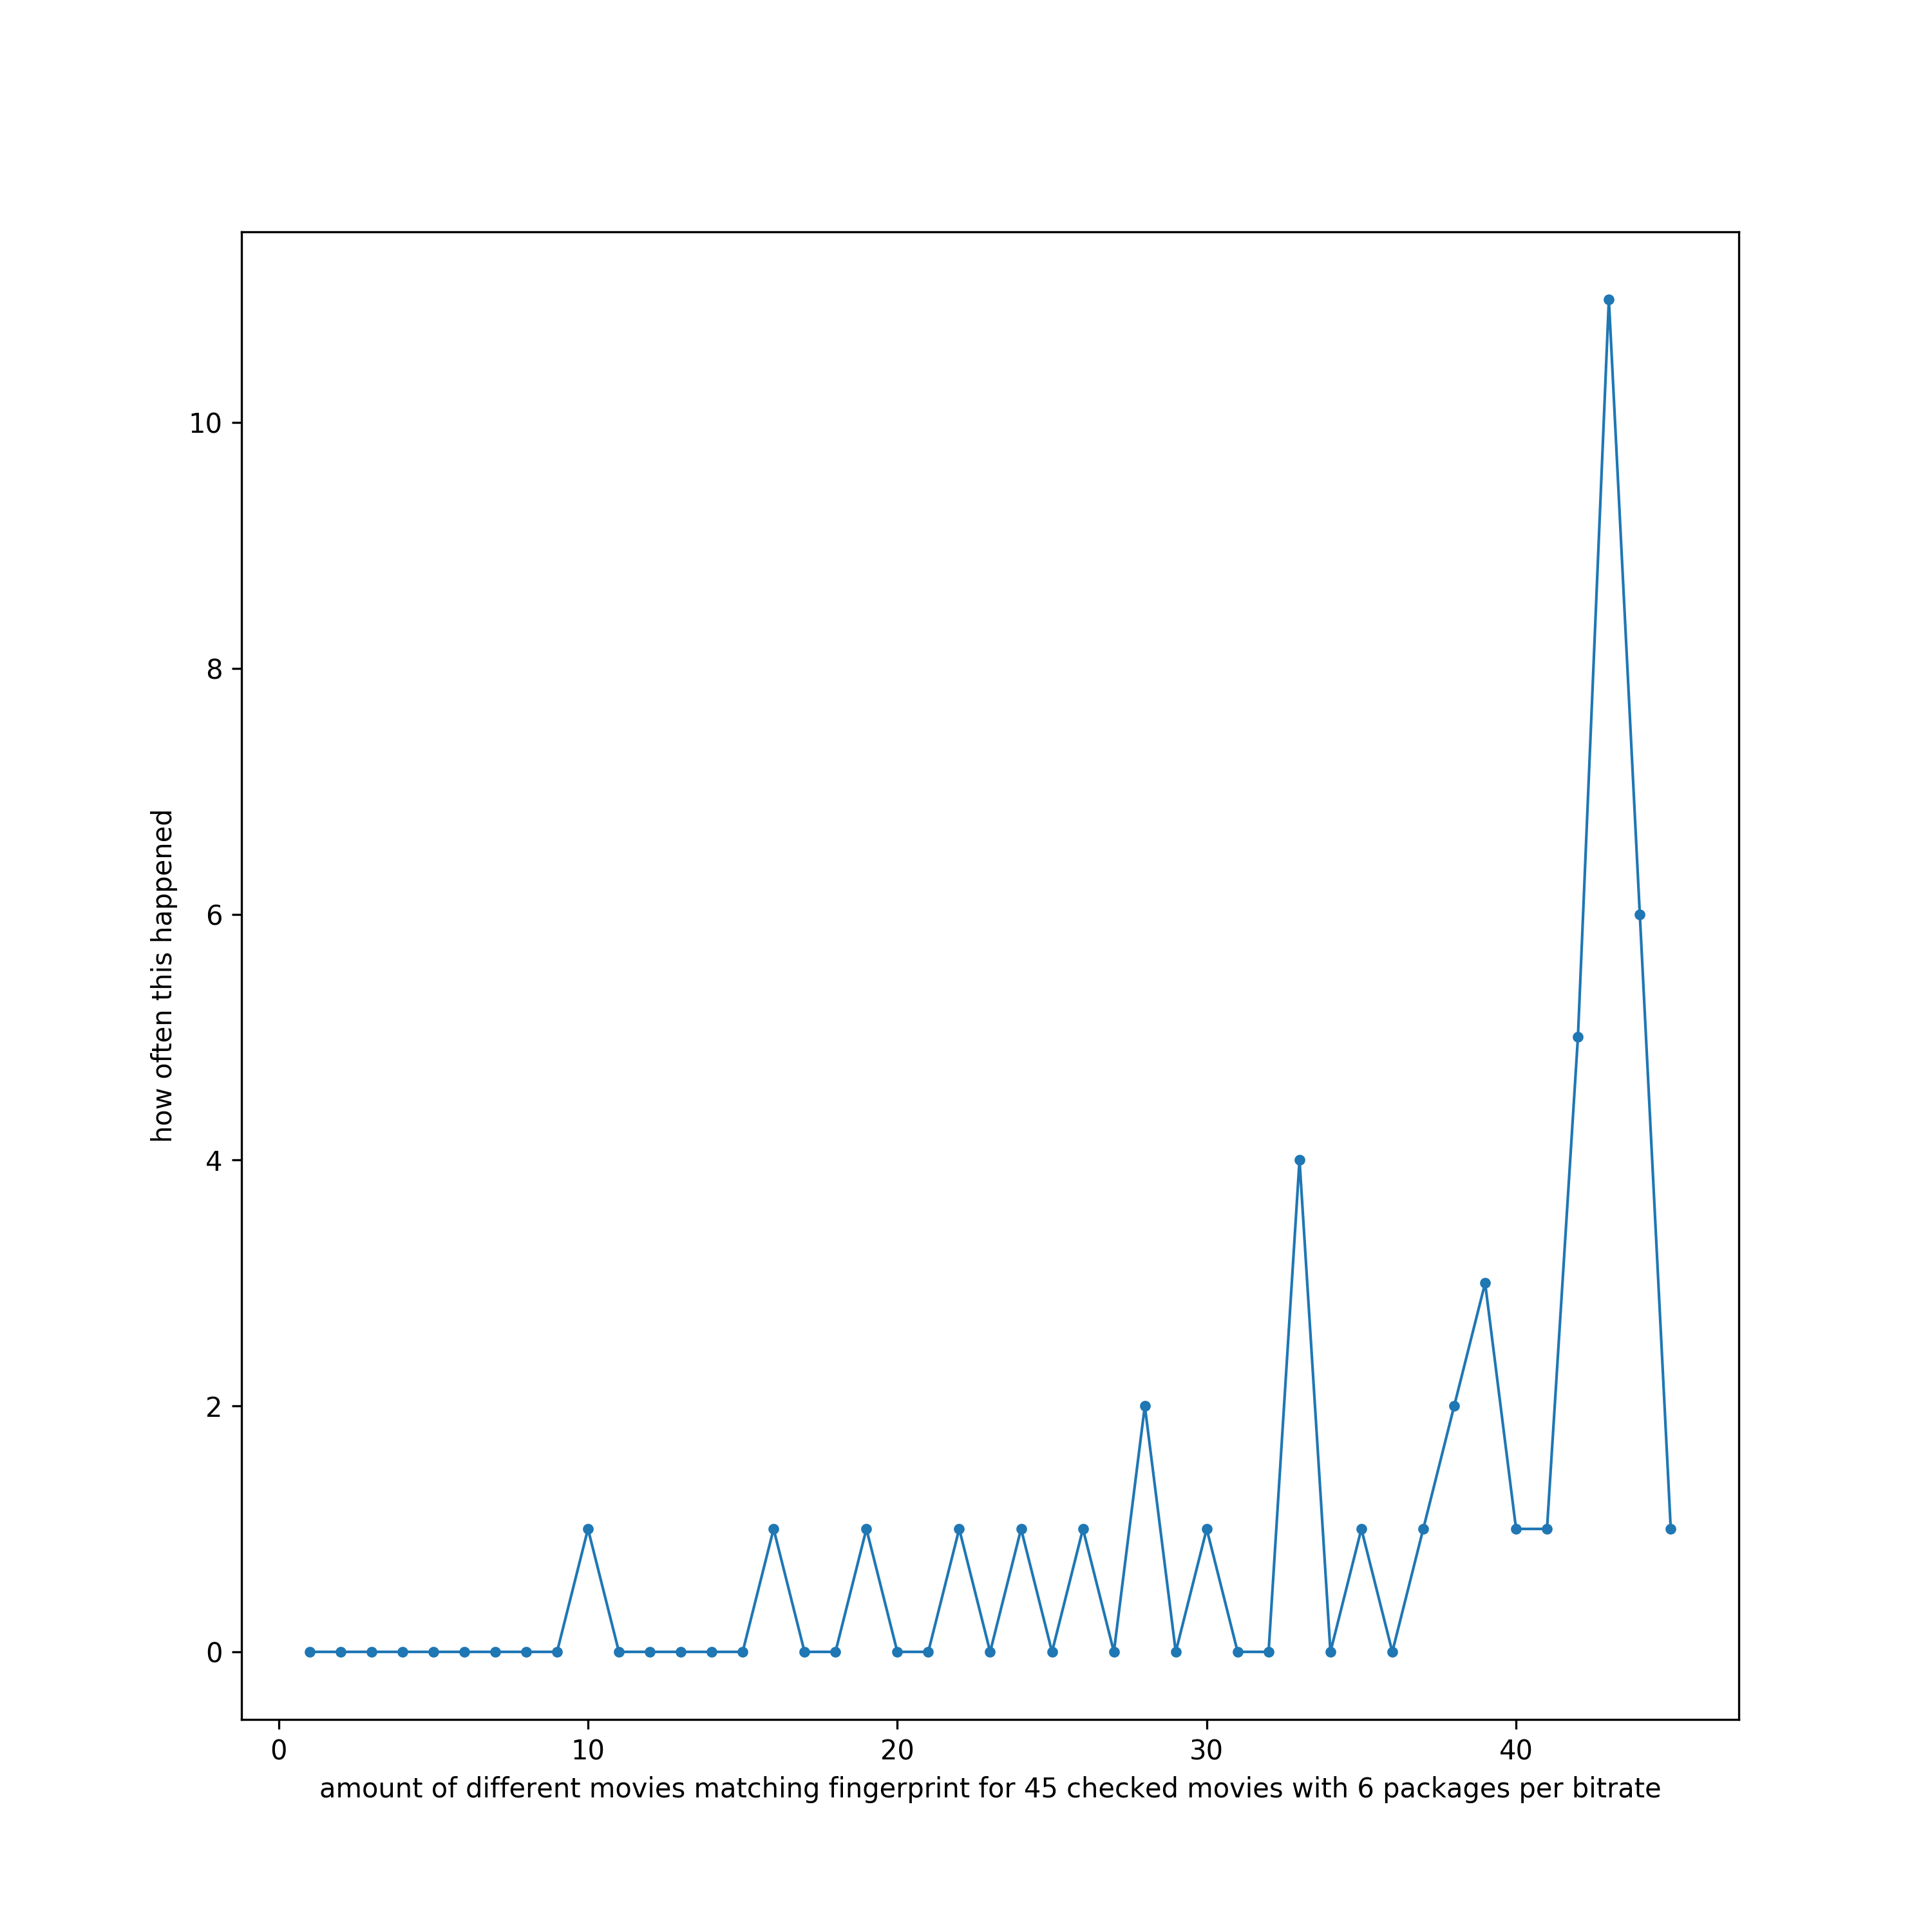 10
8
6
4
2
0
how often this happened
0 10 20 30 40
amount of different movies matching fingerprint for 45 checked movies with 6 packages per bitrate